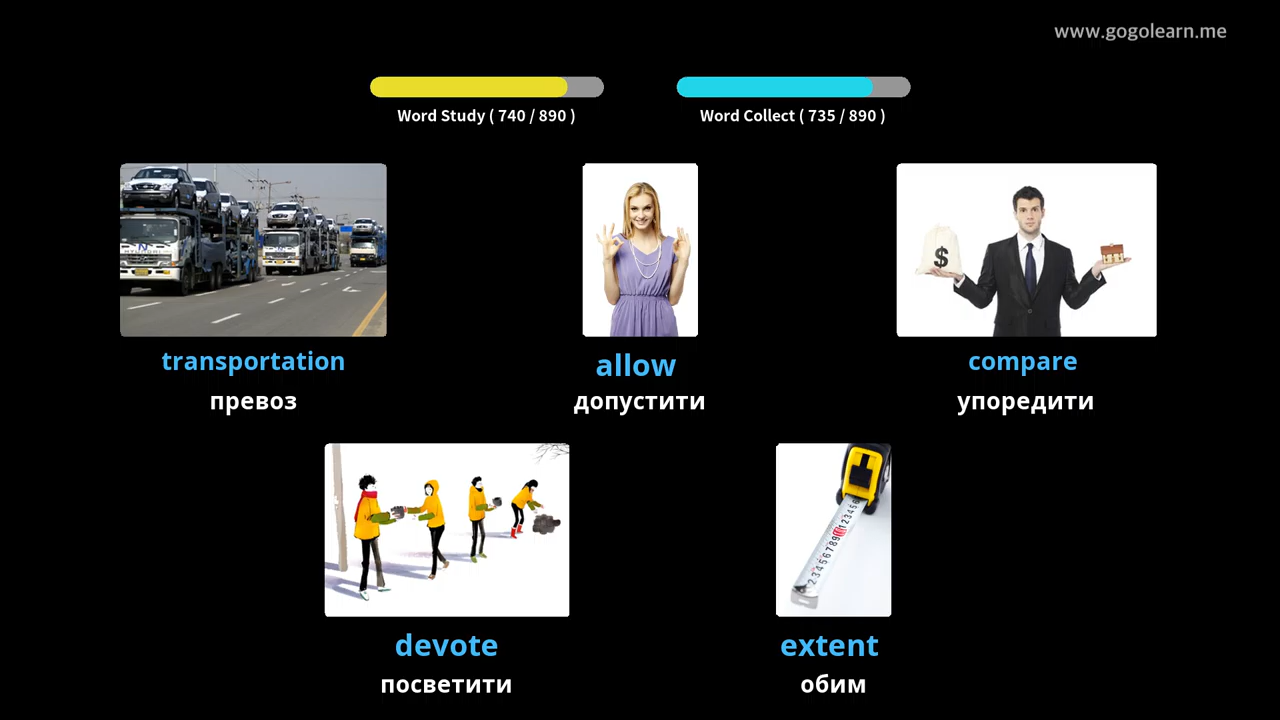 www.gogolearn.me
Word Study ( 740 / 890 )
Word Collect ( 735 / 890 )
$
transportation
allow
compare
превоз
допустити
упоредити
devote
extent
посветити
обим